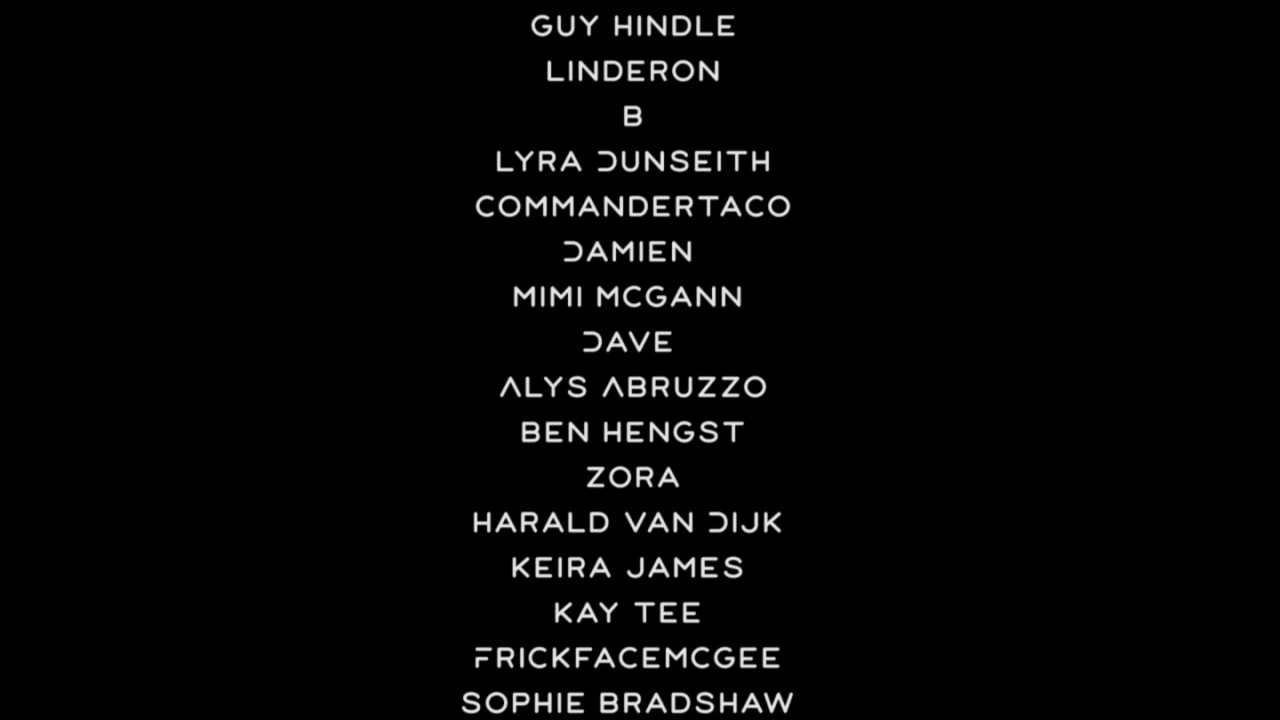 GUY HINDLE
LINDERON
B
LYRA DUNSEITH
COMMANDERTACO
DAMIEN
MIMI MCGANN
DAVE
ALYS ABRUZZO
BEN HENGST
ZORA
HARALD VAN DIJK
KEIRA JAMES
KAY TEE
FRICKFACEMCGEE
SOPHIE BRADSHAW